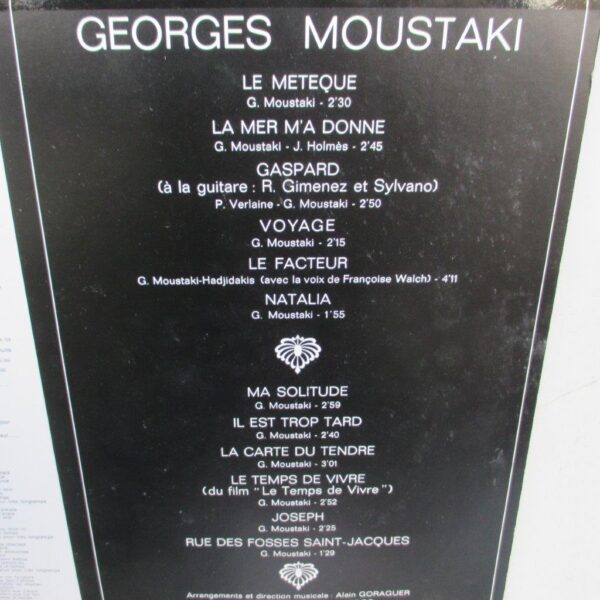 GEORGES MOUSTAKI
LE METEQUE
G. Moustaki - 2'30
LA MER M'A DONNE
G. Moustaki - J. Holmès - 2'45
GASPARD
(à la guitare : R. Gimenez et Sylvano)
P. Verlaine - G. Moustaki - 2'50
VOYAGE
G. Moustaki - 2'15
LE FACTEUR
G. Moustaki-Hadjidakis (avec la voix de Françoise Walch) - 4'11
NATALIA
G. Moustaki - 1'55
MA SOLITUDE
G. Moustaki - 2'59
IL EST TROP TARD
G. Moustaki - 2'40
LA CARTE DU TENDRE
G. Moustaki - 3'01
LE TEMPS DE VIVRE
(du film "Le Temps de Vivre")
G. Moustaki - 2'52
JOSEPH
G. Moustaki - 2'25
RUE DES FOSSES SAINT-JACQUES
G. Moustaki - 1'29
Arrangements et direction musicale : Alain GORAGUER